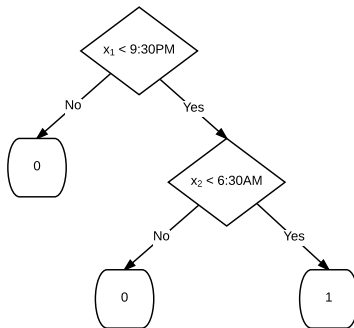 x₁ < 9:30PM
No
Yes
0
x₂ < 6:30AM
No
Yes
0
1